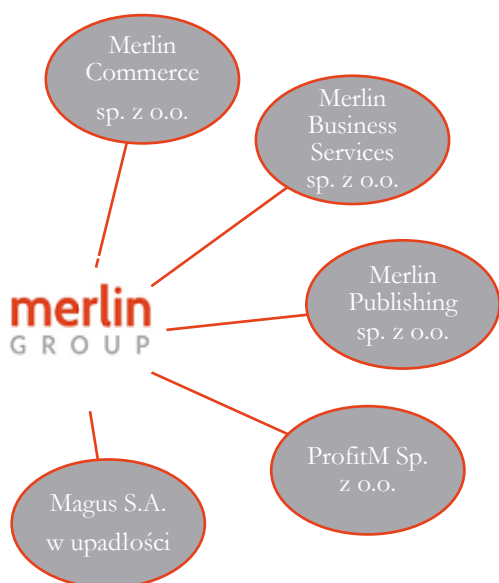 Merlin
Commerce
sp. z o.o.
Merlin
Business
Services
sp. z o.o.
merlin
GROUP
Merlin
Publishing
sp. z o.o.
ProfitM Sp.
z o.o.
Magus S.A.
w upadłości